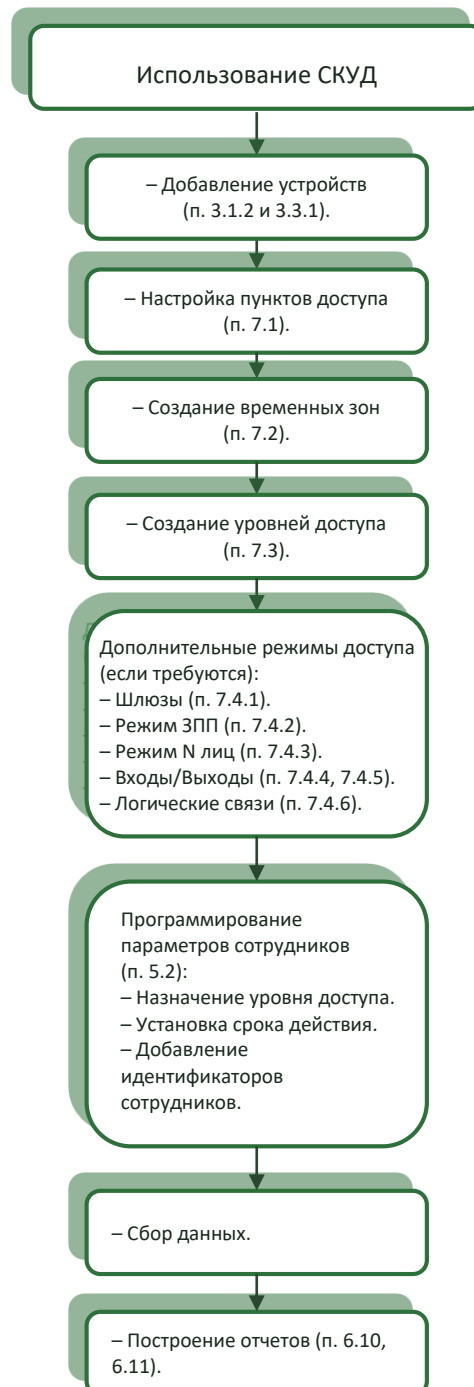 Использование СКУД
– Добавление устройств
(п. 3.1.2 и 3.3.1).
– Настройка пунктов доступа
(п. 7.1).
– Создание временных зон
(п. 7.2).
– Создание уровней доступа
(п. 7.3).
Дополнительные режимы доступа
(если требуются):
– Шлюзы (п. 7.4.1).
– Режим ЗПП (п. 7.4.2).
– Режим N лиц (п. 7.4.3).
– Входы/Выходы (п. 7.4.4, 7.4.5).
– Логические связи (п. 7.4.6).
Программирование
параметров сотрудников
(п. 5.2):
– Назначение уровня доступа.
– Установка срока действия.
– Добавление
идентификаторов
сотрудников.
– Сбор данных.
– Построение отчетов (п. 6.10,
6.11).